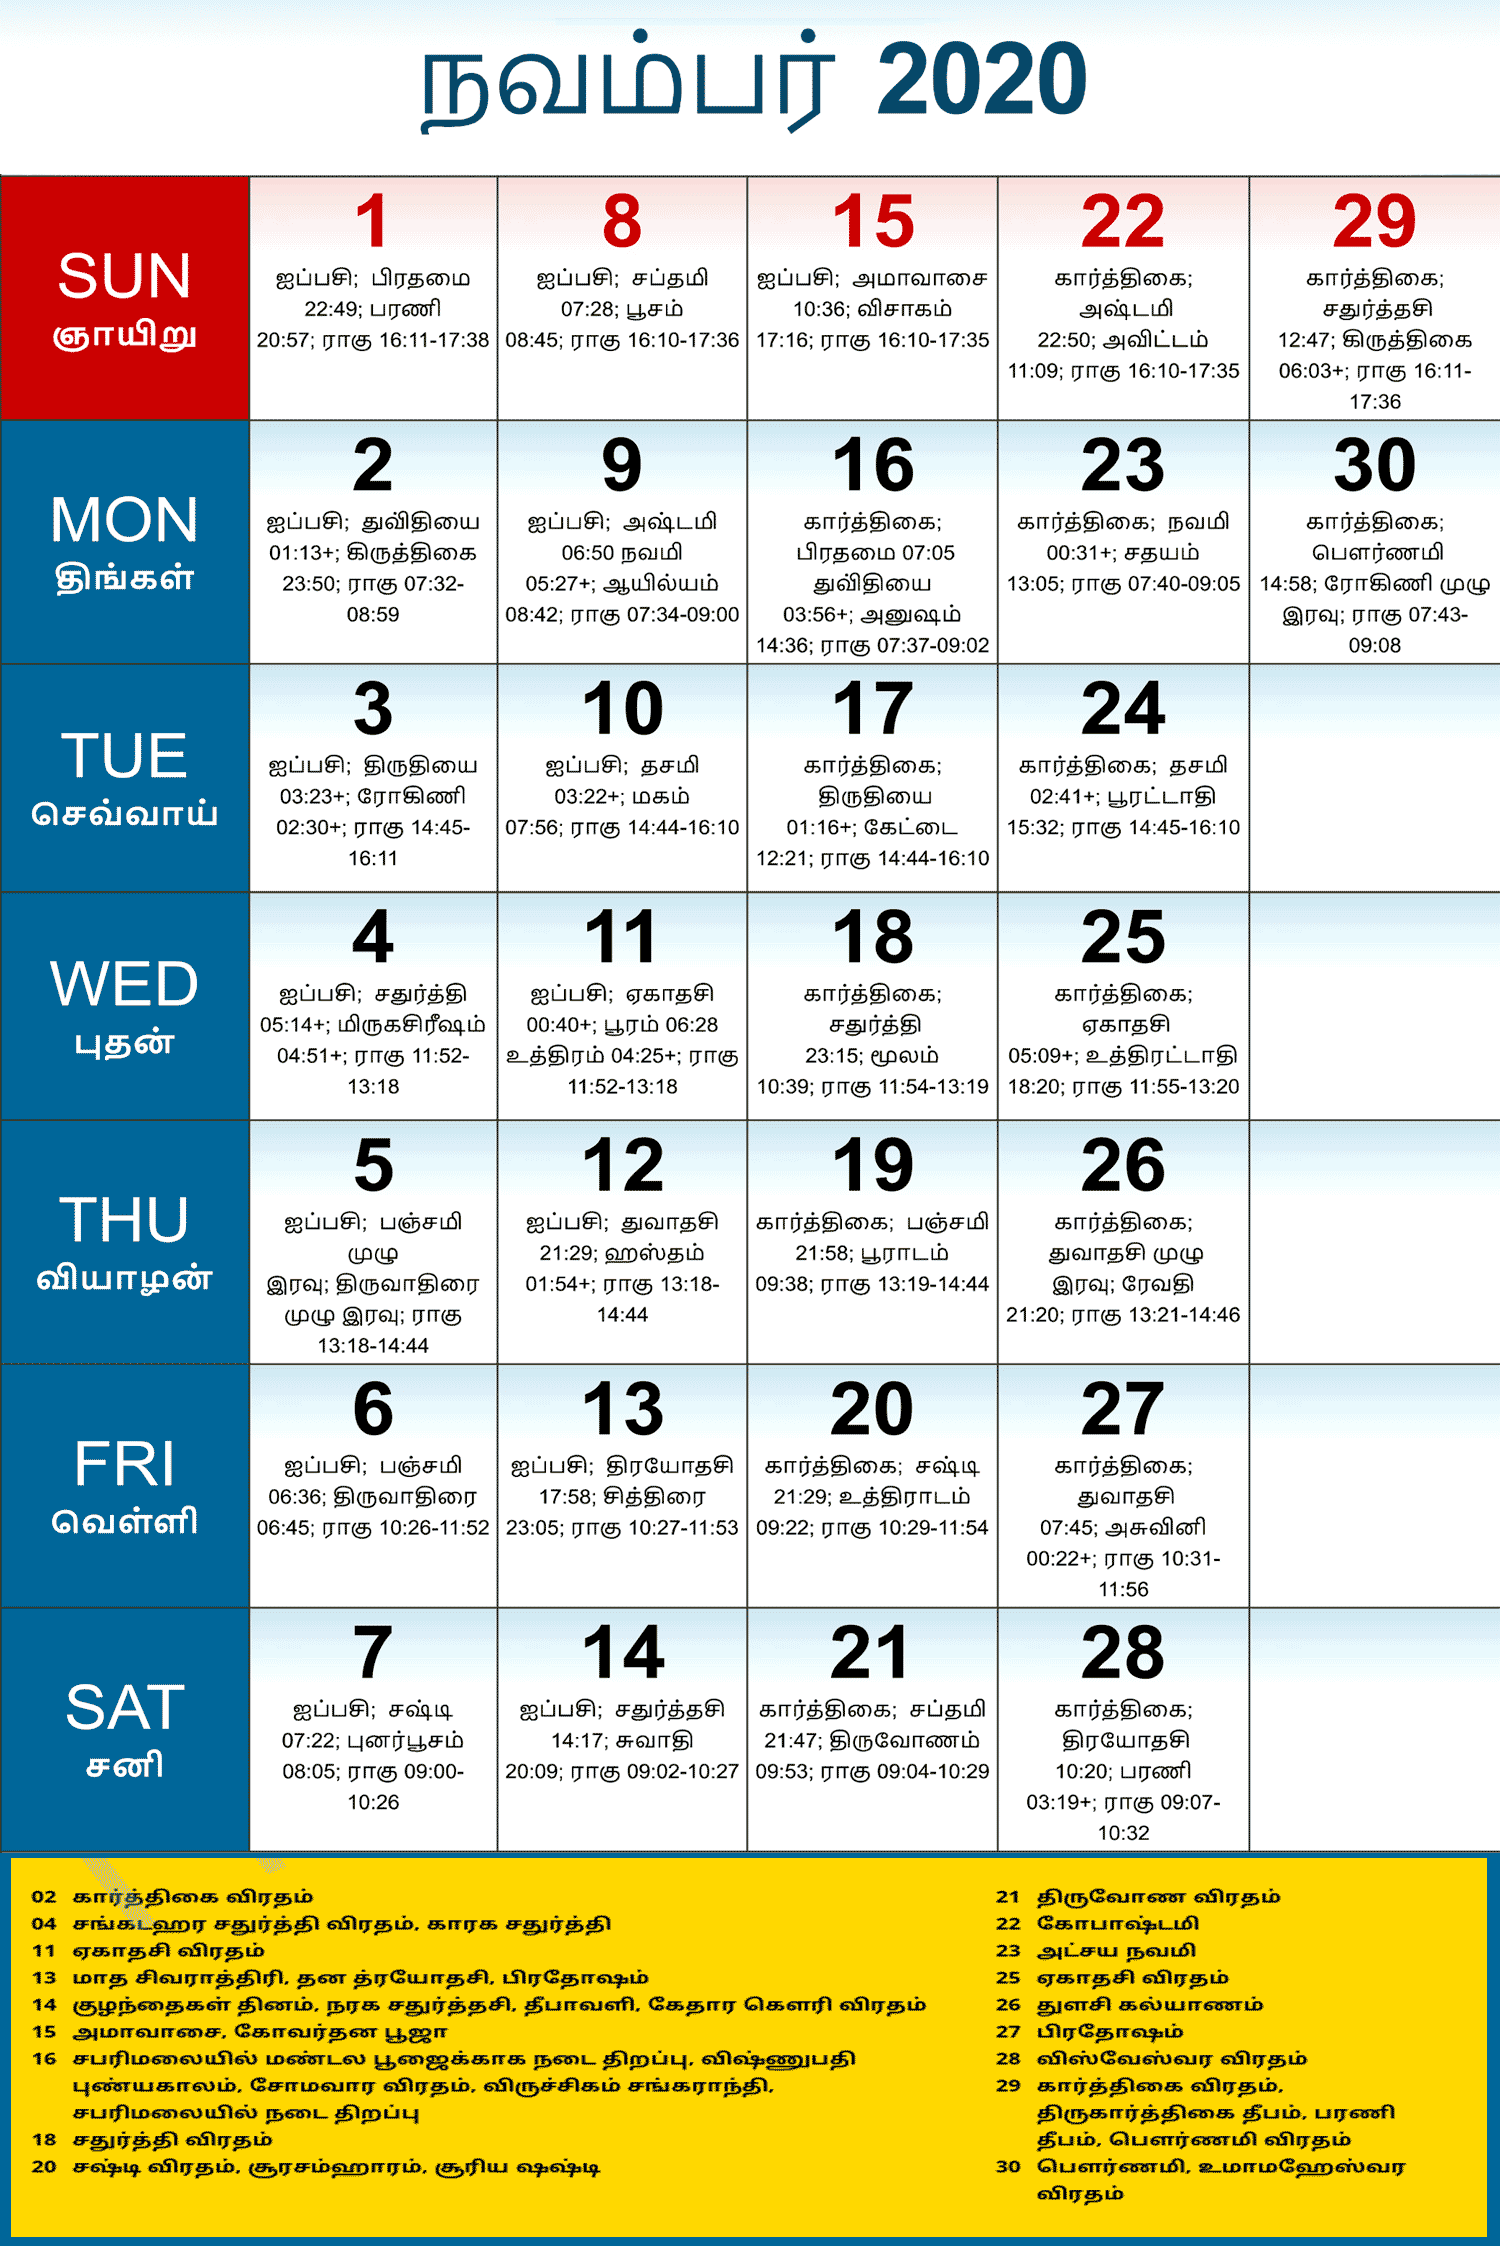 நவம்பர் 2020
SUN
ஞாயிறு
1
ஐப்பசி; பிரதமை
22:49; பரணி
20:57; ராகு 16:11-17:38
8
ஐப்பசி; சப்தமி
07:28; பூசம்
08:45; ராகு 16:10-17:36
15
ஐப்பசி; அமாவாசை
10:36; விசாகம்
17:16; ராகு 16:10-17:35
22
கார்த்திகை;
அஷ்டமி
22:50; அவிட்டம்
11:09; ராகு 16:10-17:35
29
கார்த்திகை;
சதுர்த்தசி
12:47; கிருத்திகை
06:03+; ராகு 16:11-
17:36
MON
திங்கள்
2
ஐப்பசி; துவிதியை
01:13+; கிருத்திகை
23:50; ராகு 07:32-
08:59
9
ஐப்பசி; அஷ்டமி
06:50 நவமி
05:27+; ஆயில்யம்
08:42; ராகு 07:34-09:00
16
கார்த்திகை;
பிரதமை 07:05
துவிதியை
03:56+; அனுஷம்
14:36; ராகு 07:37-09:02
23
கார்த்திகை; நவமி
00:31+; சதயம்
13:05; ராகு 07:40-09:05
30
கார்த்திகை;
பௌர்ணமி
14:58; ரோகிணி முழு
இரவு; ராகு 07:43-
09:08
TUE
செவ்வாய்
3
ஐப்பசி; திருதியை
03:23+; ரோகிணி
02:30+; ராகு 14:45-
16:11
10
ஐப்பசி; தசமி
03:22+; மகம்
07:56; ராகு 14:44-16:10
17
கார்த்திகை;
திருதியை
01:16+; கேட்டை
12:21; ராகு 14:44-16:10
24
கார்த்திகை; தசமி
02:41+; பூரட்டாதி
15:32; ராகு 14:45-16:10
WED
புதன்
4
ஐப்பசி; சதுர்த்தி
05:14+; மிருகசிரீஷம்
04:51+; ராகு 11:52-
13:18
11
ஐப்பசி; ஏகாதசி
00:40+; பூரம் 06:28
உத்திரம் 04:25+; ராகு
11:52-13:18
18
கார்த்திகை;
சதுர்த்தி
23:15; மூலம்
10:39; ராகு 11:54-13:19
25
கார்த்திகை;
ஏகாதசி
05:09+; உத்திரட்டாதி
18:20; ராகு 11:55-13:20
THU
வியாழன்
5
ஐப்பசி; பஞ்சமி
முழு
இரவு; திருவாதிரை
முழு இரவு; ராகு
13:18-14:44
12
ஐப்பசி; துவாதசி
21:29; ஹஸ்தம்
01:54+; ராகு 13:18-
14:44
19
கார்த்திகை; பஞ்சமி
21:58; பூராடம்
09:38; ராகு 13:19-14:44
26
கார்த்திகை;
துவாதசி முழு
இரவு; ரேவதி
21:20; ராகு 13:21-14:46
FRI
வெள்ளி
6
ஐப்பசி; பஞ்சமி
06:36; திருவாதிரை
06:45; ராகு 10:26-11:52
13
ஐப்பசி; திரயோதசி
17:58; சித்திரை
23:05; ராகு 10:27-11:53
20
கார்த்திகை; சஷ்டி
21:29; உத்திராடம்
09:22; ராகு 10:29-11:54
27
கார்த்திகை;
துவாதசி
07:45; அசுவினி
00:22+; ராகு 10:31-
11:56
SAT
சனி
7
ஐப்பசி; சஷ்டி
07:22; புனர்பூசம்
08:05; ராகு 09:00-
10:26
14
ஐப்பசி; சதுர்த்தசி
14:17; சுவாதி
20:09; ராகு 09:02-10:27
21
கார்த்திகை; சப்தமி
21:47; திருவோணம்
09:53; ராகு 09:04-10:29
28
கார்த்திகை;
திரயோதசி
10:20; பரணி
03:19+; ராகு 09:07-
10:32
02 கார்த்திகை விரதம்
04 சங்கடஹர சதுர்த்தி விரதம், காரக சதுர்த்தி
11 ஏகாதசி விரதம்
13 மாத சிவராத்திரி, தன த்ரயோதசி, பிரதோஷம்
14 குழந்தைகள் தினம், நரக சதுர்த்தசி, தீபாவளி, கேதார கௌரி விரதம்
15 அமாவாசை, கோவர்தன பூஜா
16 சபரிமலையில் மண்டல பூஜைக்காக நடை திறப்பு, விஷ்ணுபதி
புண்யகாலம், சோமவார விரதம், விருச்சிகம் சங்கராந்தி,
சபரிமலையில் நடை திறப்பு
18 சதுர்த்தி விரதம்
20 சஷ்டி விரதம், சூரசம்ஹாரம், சூரிய ஷஷ்டி
21 திருவோண விரதம்
22 கோபாஷ்டமி
23 அட்சய நவமி
25 ஏகாதசி விரதம்
26 துளசி கல்யாணம்
27 பிரதோஷம்
28 விஸ்வேஸ்வர விரதம்
29 கார்த்திகை விரதம்,
திருகார்த்திகை தீபம், பரணி
தீபம், பௌர்ணமி விரதம்
30 பௌர்ணமி, உமாமஹேஸ்வர
விரதம்